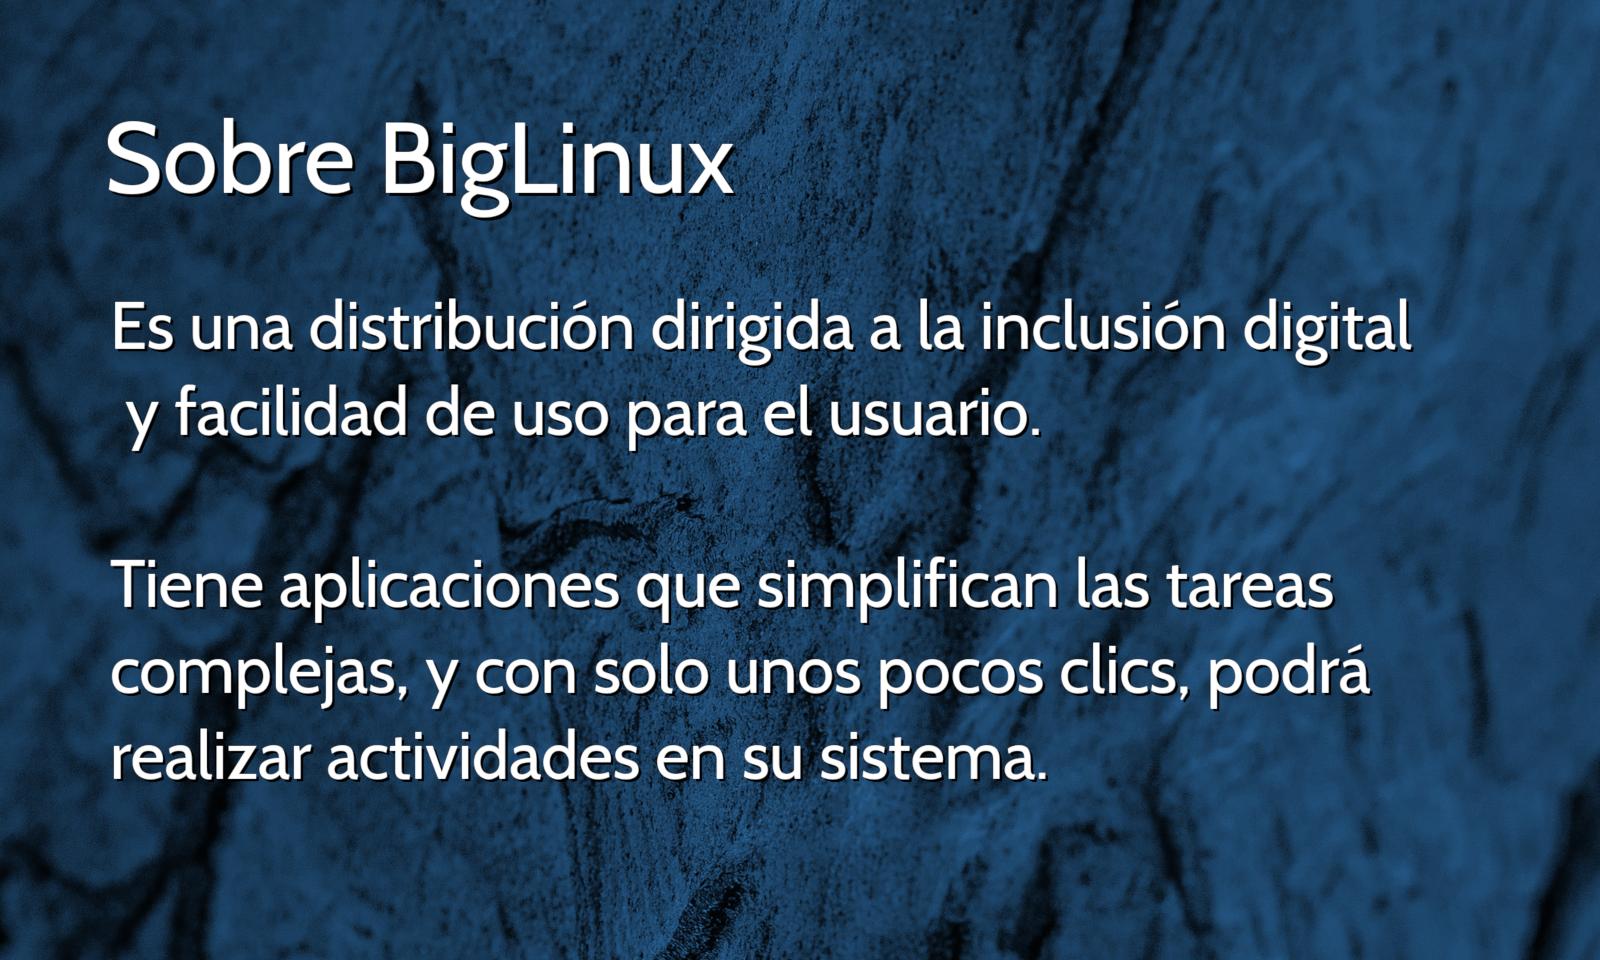 Sobre BigLinux
Es una distribución dirigida a la inclusión digital
y facilidad de uso para el usuario.
Tiene aplicaciones que simplifican las tareas
complejas, y con solo unos pocos clics, podrá
realizar actividades en su sistema.